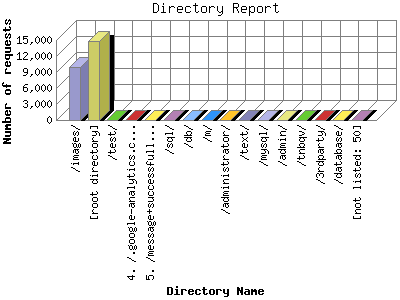 Directory Report
Number of requests
15,000
12,000
9,000
6,000
3,000
0
/images/
[root directory]
/test/
4. /.google-analytics.c...
5. /message+successfull...
/sql/
/db/
/m/
/administrator/
/text/
/mysql/
/admin/
/tnbqv/
/3rdparty/
/database/
[not listed: 50]
Directory Name